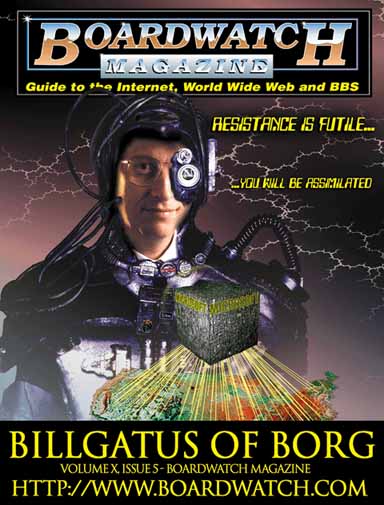 BOARDWATCH
MAGAZINE
Guide to the Internet, World Wide Web and BBS
RESISTANCE IS FUTILE...
...YOU WILL BE ASSIMILATED
MICROSOFT
BILLGATUS OF BORG
VOLUME X, ISSUE 5 - BOARDWATCH MAGAZINE
HTTP://WWW.BOARDWATCH.COM